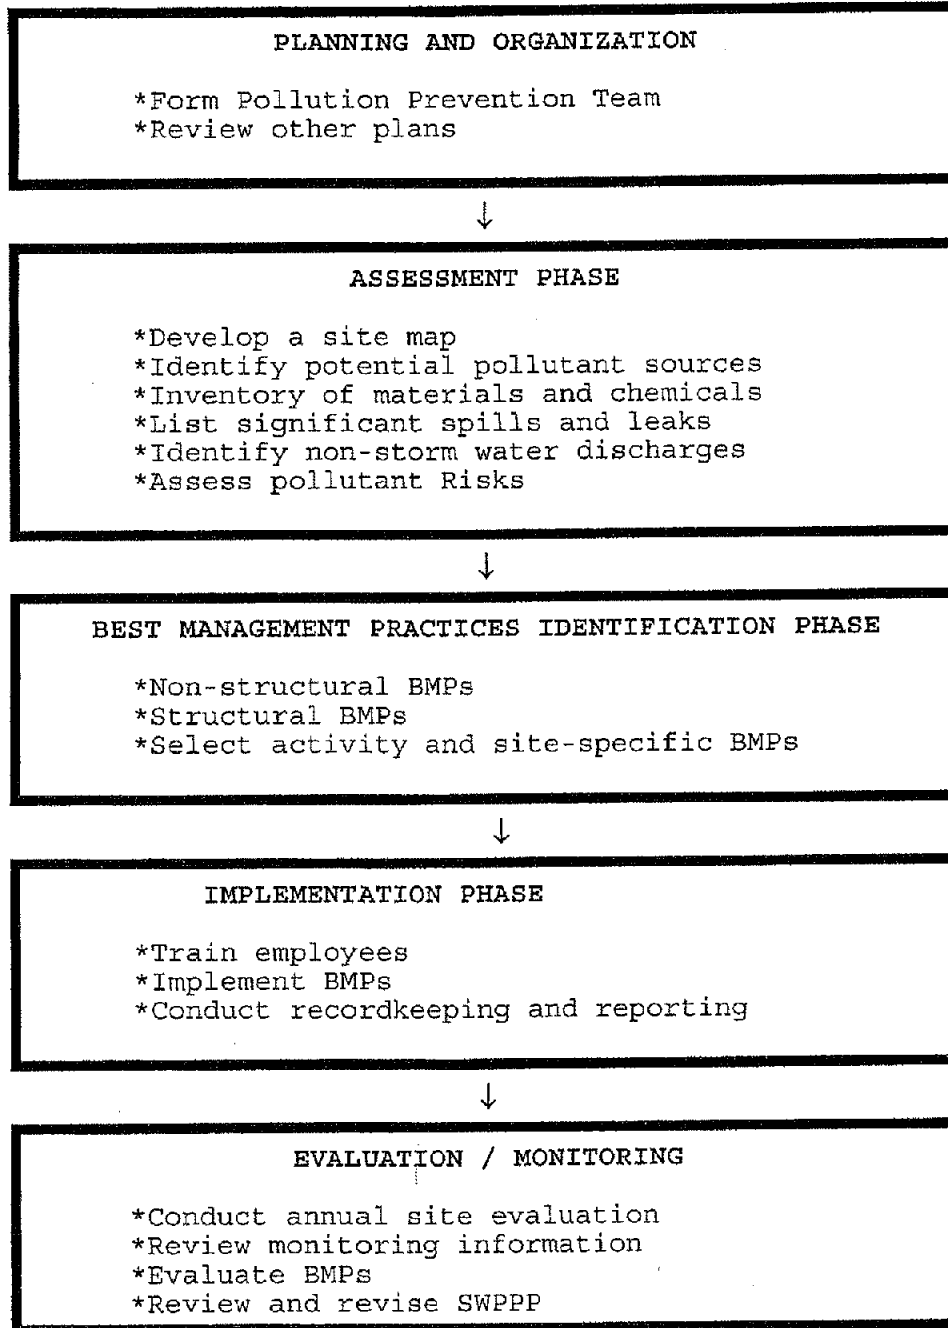 PLANNING AND ORGANIZATION
*Form Pollution Prevention Team
*Review other plans
↓
ASSESSMENT PHASE
*Develop a site map
*Identify potential pollutant sources
*Inventory of materials and chemicals
*List significant spills and leaks
*Identify non-storm water discharges
*Assess pollutant Risks
↓
BEST MANAGEMENT PRACTICES IDENTIFICATION PHASE
*Non-structural BMPs
*Structural BMPs
*Select activity and site-specific BMPs
↓
IMPLEMENTATION PHASE
*Train employees
*Implement BMPs
*Conduct recordkeeping and reporting
↓
EVALUATION / MONITORING
*Conduct annual site evaluation
*Review monitoring information
*Evaluate BMPs
*Review and revise SWPPP